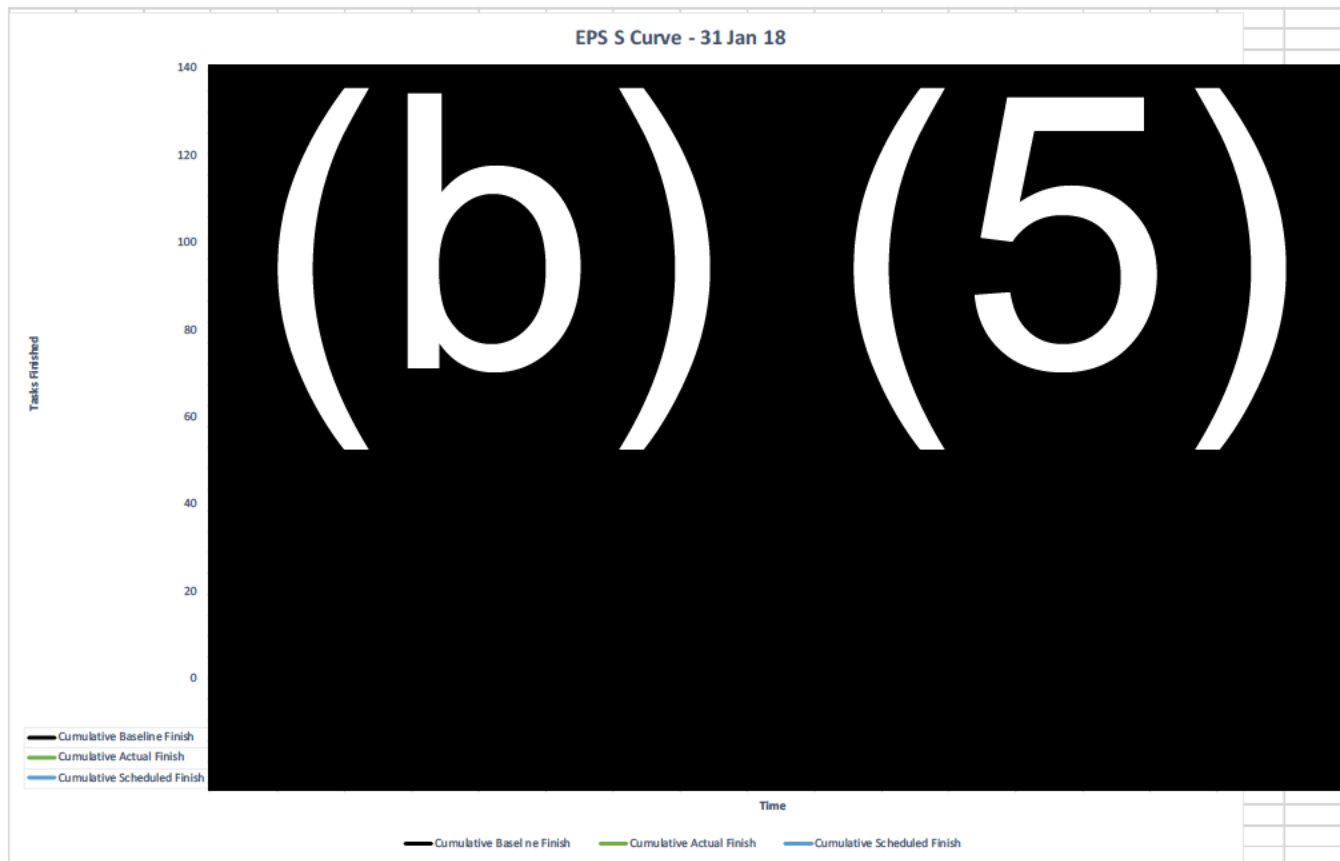 EPS S Curve - 31 Jan 18
140
(b) (5)
120
100
80
Tasks Finished
60
40
20
0
Cumulative Baseline Finish
Cumulative Actual Finish
Cumulative Scheduled Finish
Time
Cumulative Basel ne Finish Cumulative Actual Finish Cumulative Scheduled Finish